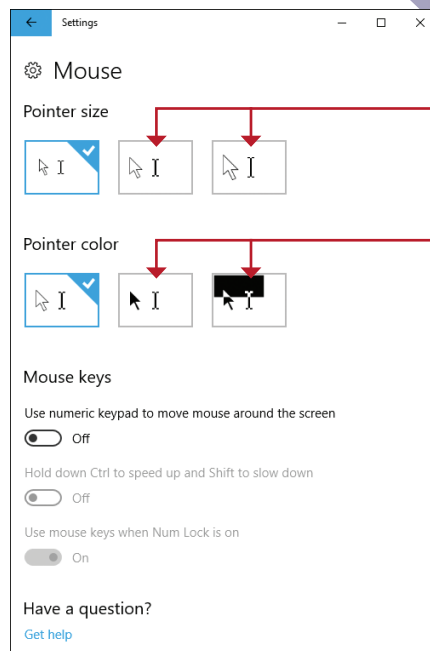 Settings
Mouse
Pointer size
Pointer color
Mouse keys
Use numeric keypad to move mouse around the screen
Off
Hold down Ctrl to speed up and Shift to slow down
Off
Use mouse keys when Num Lock is on
On
Have a question?
Get help